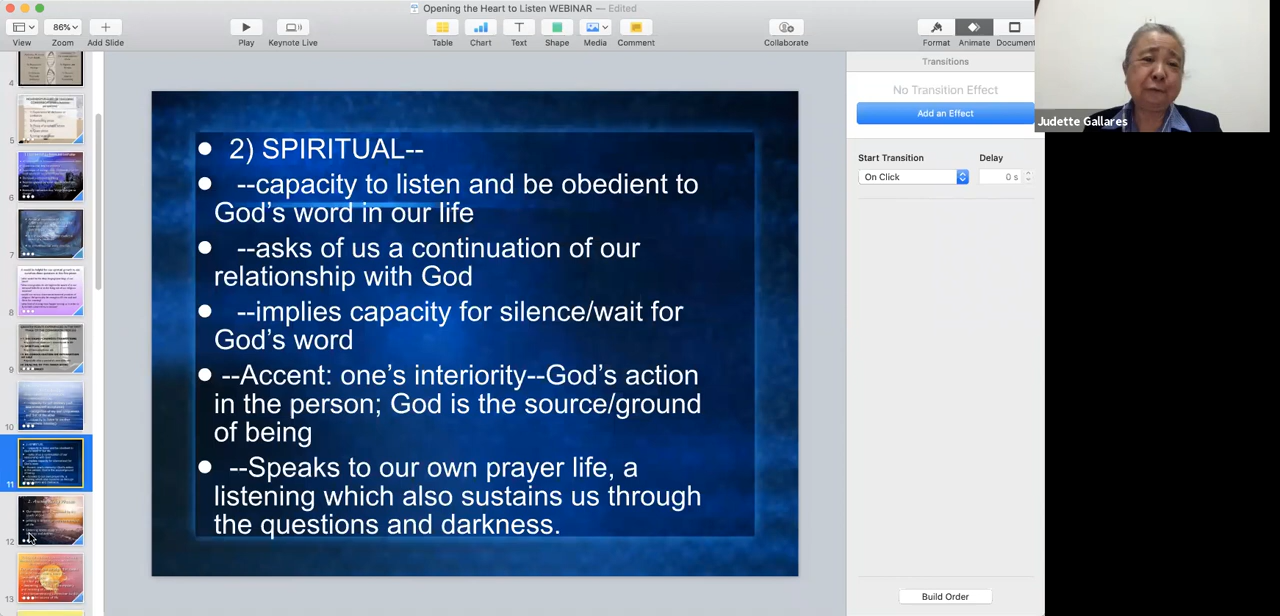 Opening the Heart to Listen WEBINAR — Edited
86%
View
Zoom
Add Slide
Play
Keynote Live
Table
Chart
Text
Shape
Media
Comment
Collaborate
Format
Animate
Document
Transitions
No Transition Effect
Add an Effect
Start Transition
Delay
On Click
0 s
Build Order
Judette Gallares
4
5
6
7
8
9
10
11
12
13
2) SPIRITUAL--
--capacity to listen and be obedient to
God's word in our life
--asks of us a continuation of our
relationship with God
--implies capacity for silence/wait for
God's word
--Accent: one's interiority--God's action
in the person; God is the source/ground
of being
--Speaks to our own prayer life, a
listening which also sustains us through
the questions and darkness.